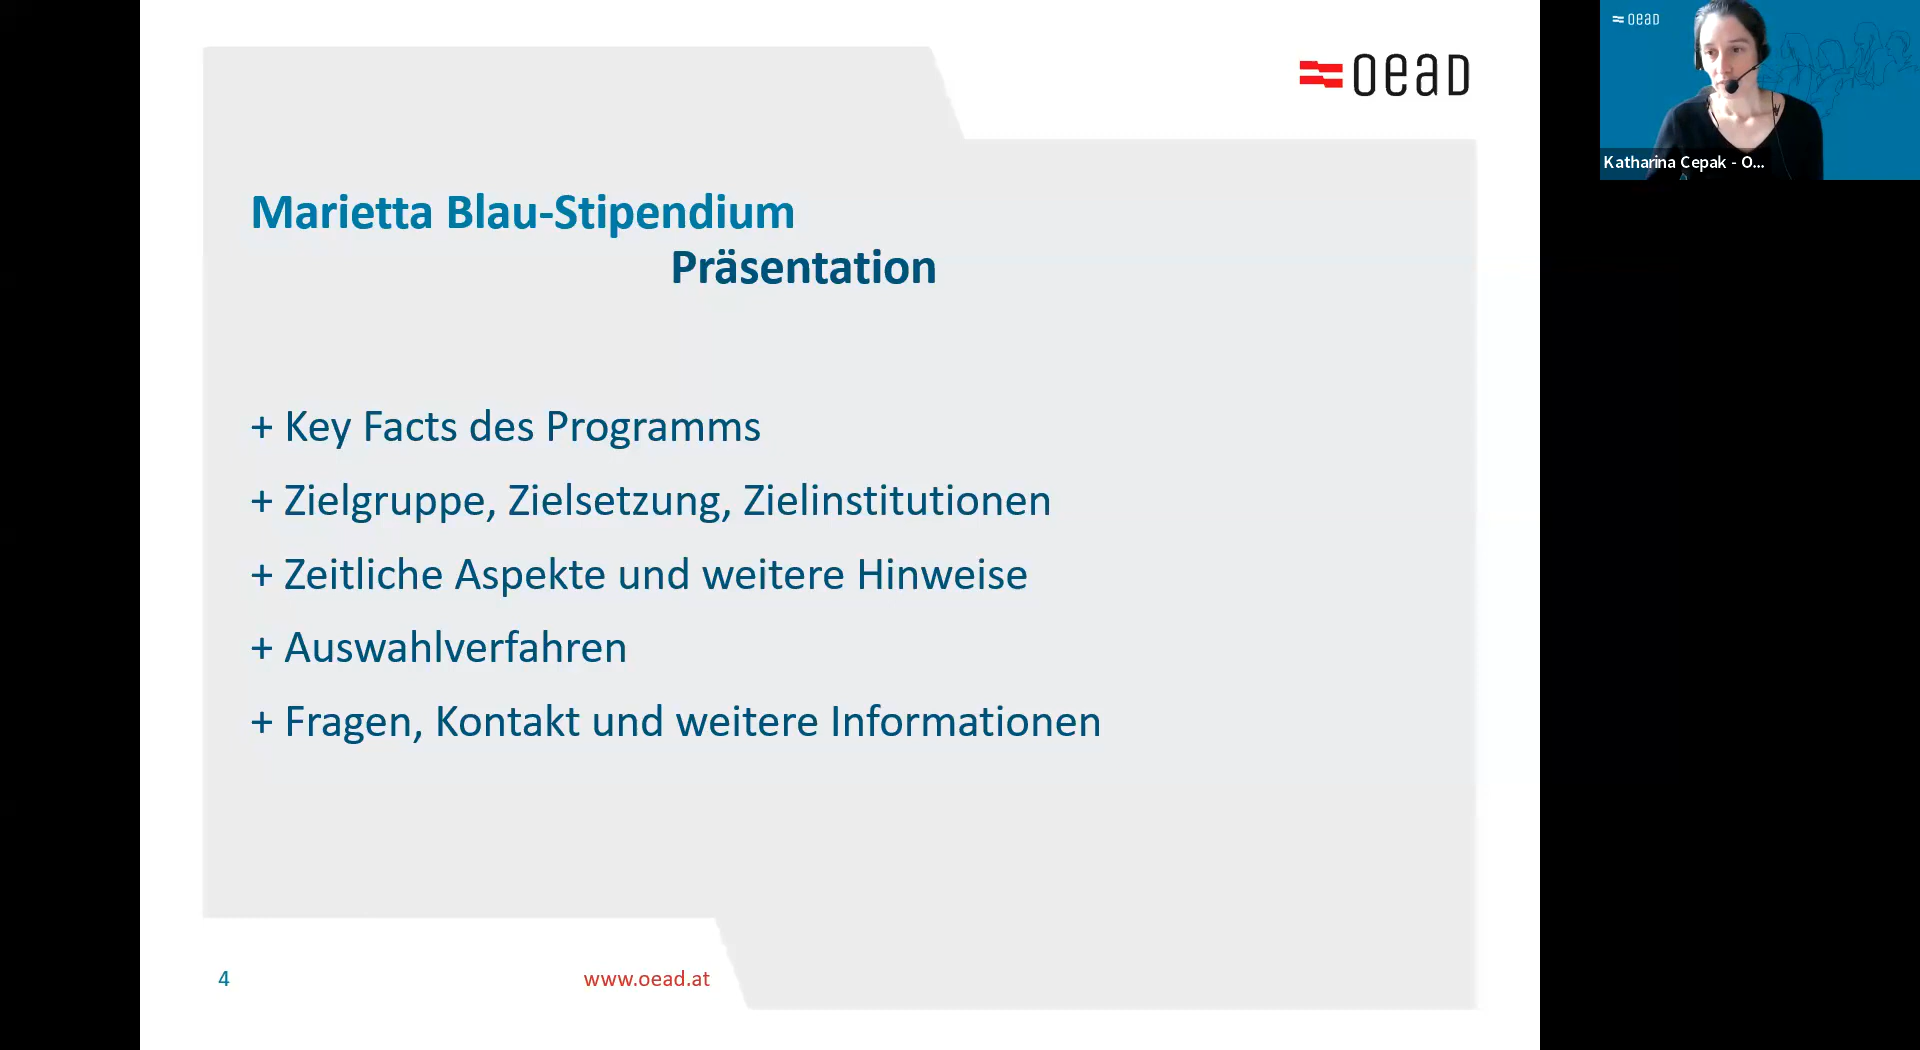 oead
Marietta Blau-Stipendium
Präsentation
+ Key Facts des Programms
+ Zielgruppe, Zielsetzung, Zielinstitutionen
+ Zeitliche Aspekte und weitere Hinweise
+ Auswahlverfahren
+ Fragen, Kontakt und weitere Informationen
4
www.oead.at
oead
Katharina Cepak - O...